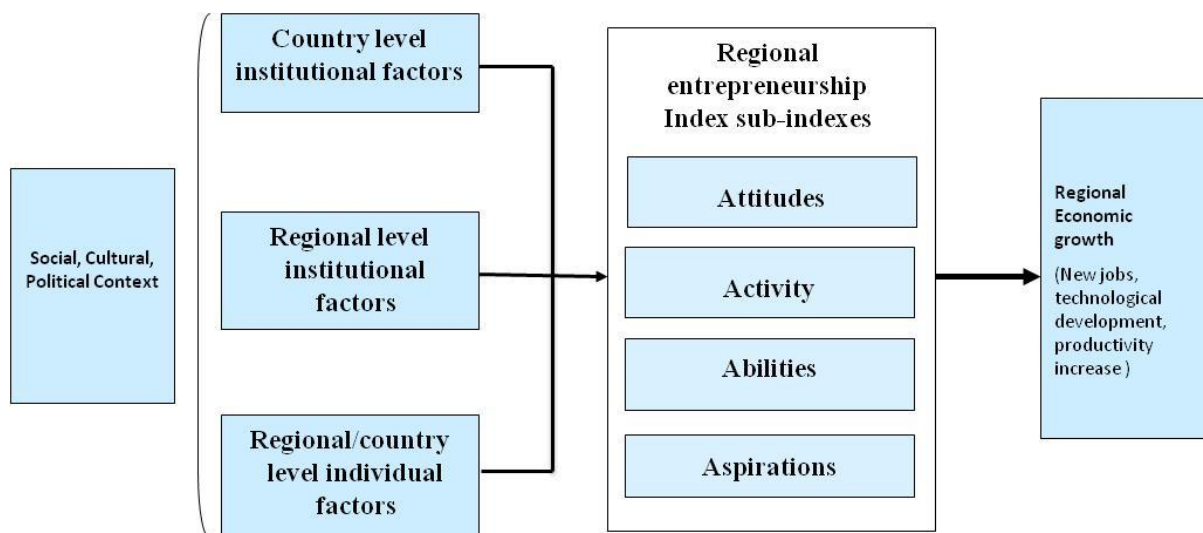 Social, Cultural,
Political Context
Country level
institutional factors
Regional level
institutional
factors
Regional/country
level individual
factors
Regional
entrepreneurship
Index sub-indexes
Attitudes
Activity
Abilities
Aspirations
Regional
Economic
growth
(New jobs,
technological
development,
productivity
increase )